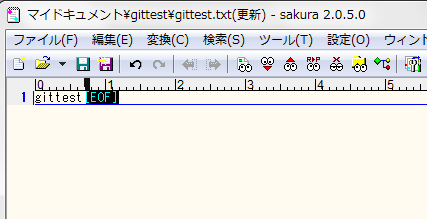 マイドキュメント¥gittest¥gittest.txt(更新) - sakura 2.0.5.0
ファイル(F) 編集(E) 変換(C) 検索(S) ツール(T) 設定(O) ウィント
0 1 2 3 4 5
1 gittest[EOF]